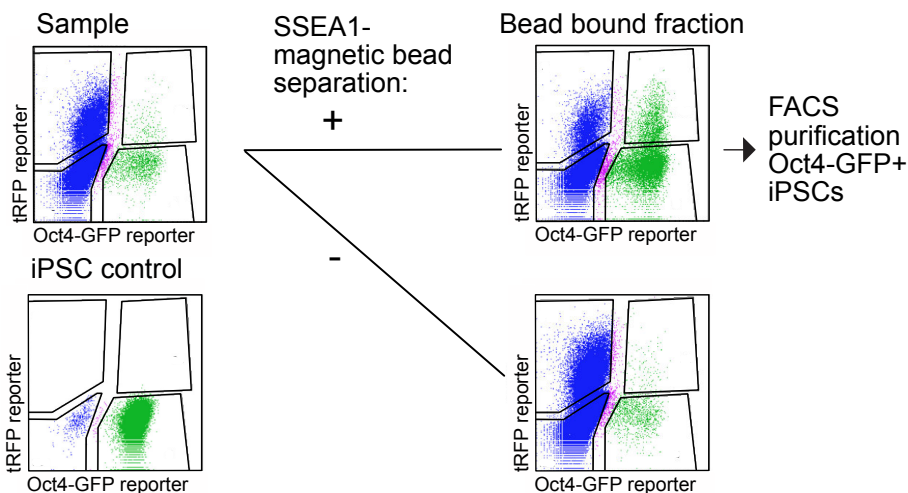 Sample
tRFP reporter
Oct4-GFP reporter
SSEA1-
magnetic bead
separation:
+
-
Bead bound fraction
tRFP reporter
Oct4-GFP reporter
FACS
purification
Oct4-GFP+
iPSCs
iPSC control
tRFP reporter
Oct4-GFP reporter
tRFP reporter
Oct4-GFP reporter